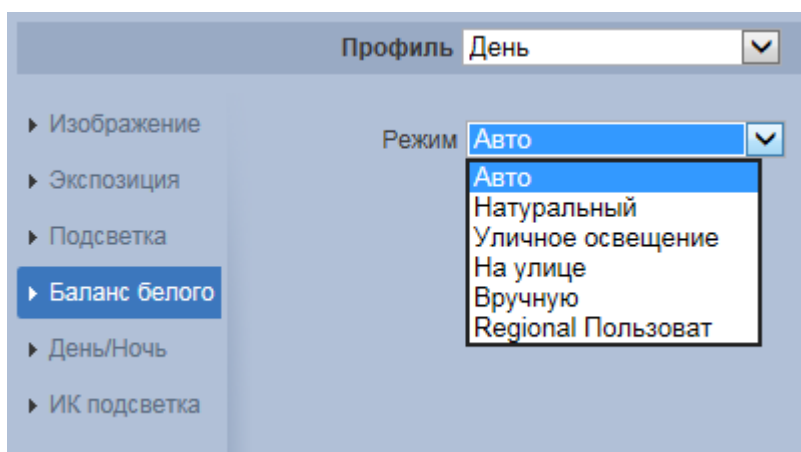 Профиль День
Изображение
Режим Авто
Экспозиция
Авто
Натуральный
Подсветка
Уличное освещение
На улице
Баланс белого
Вручную
Regional Пользоват
День/Ночь
ИК подсветка